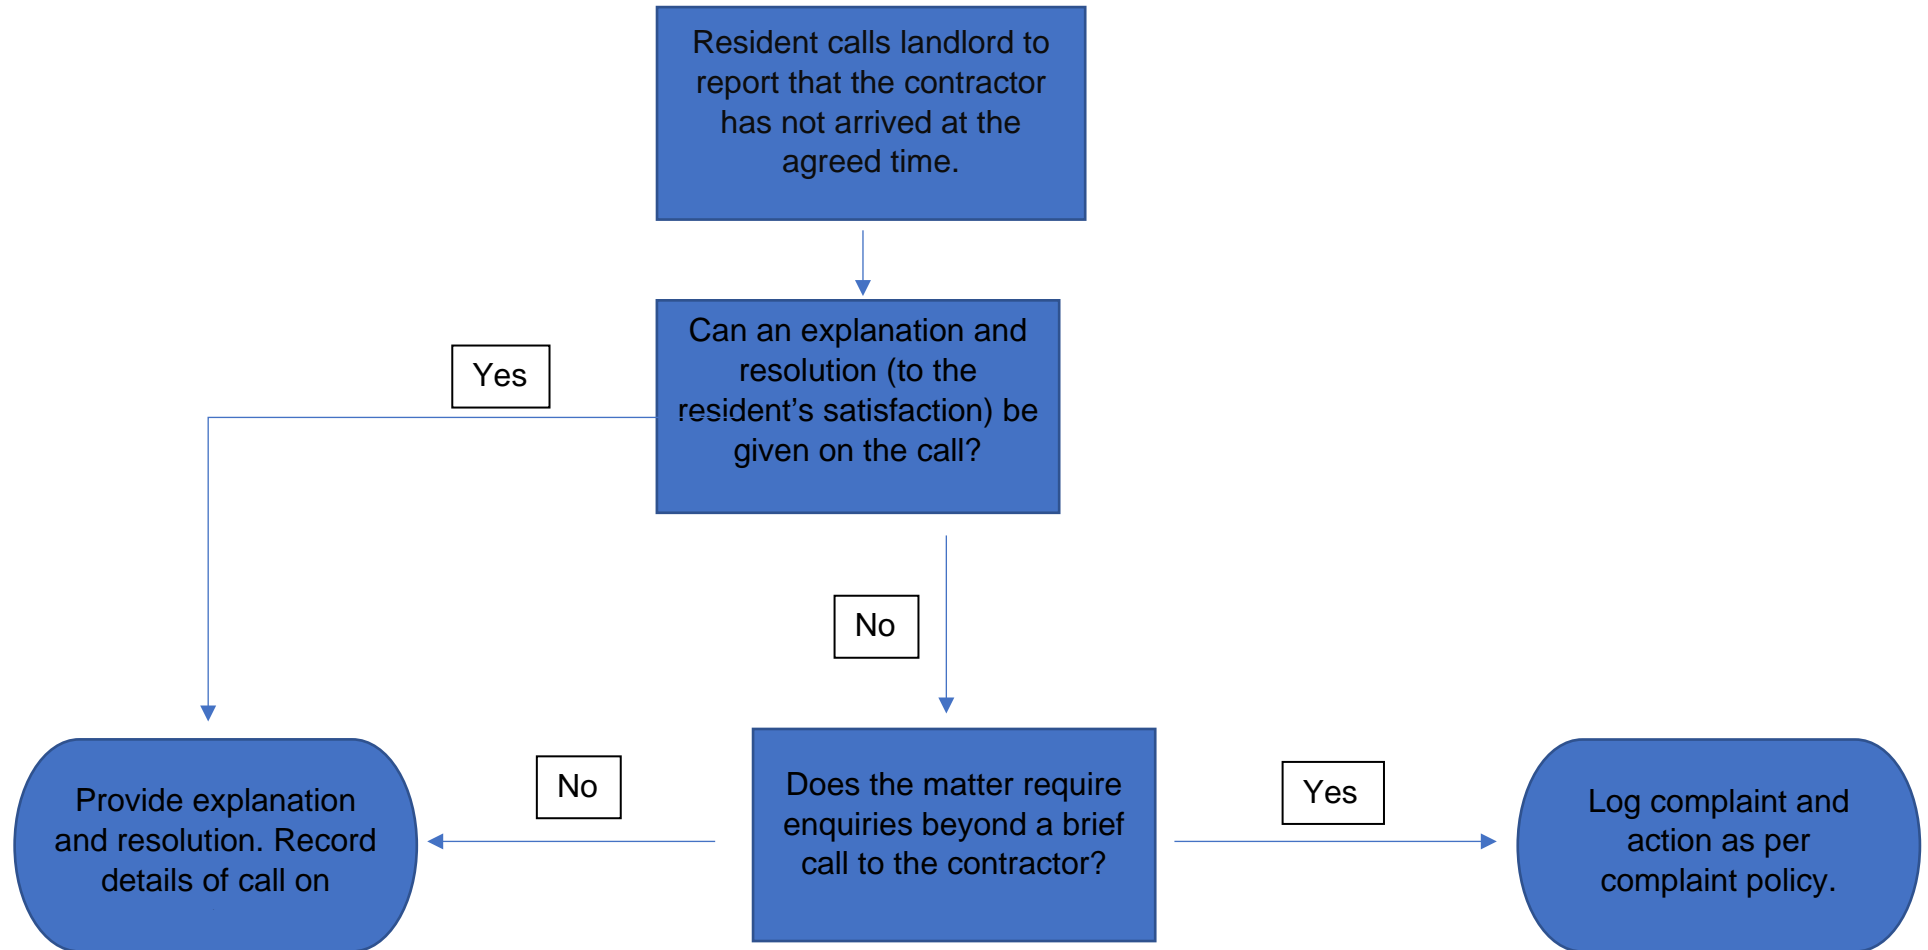 Resident calls landlord to
report that the contractor
has not arrived at the
agreed time.
Yes
Can an explanation and
resolution (to the
resident’s satisfaction) be
given on the call?
No
Provide explanation
and resolution. Record
details of call on
No
Does the matter require
enquiries beyond a brief
call to the contractor?
Yes
Log complaint and
action as per
complaint policy.